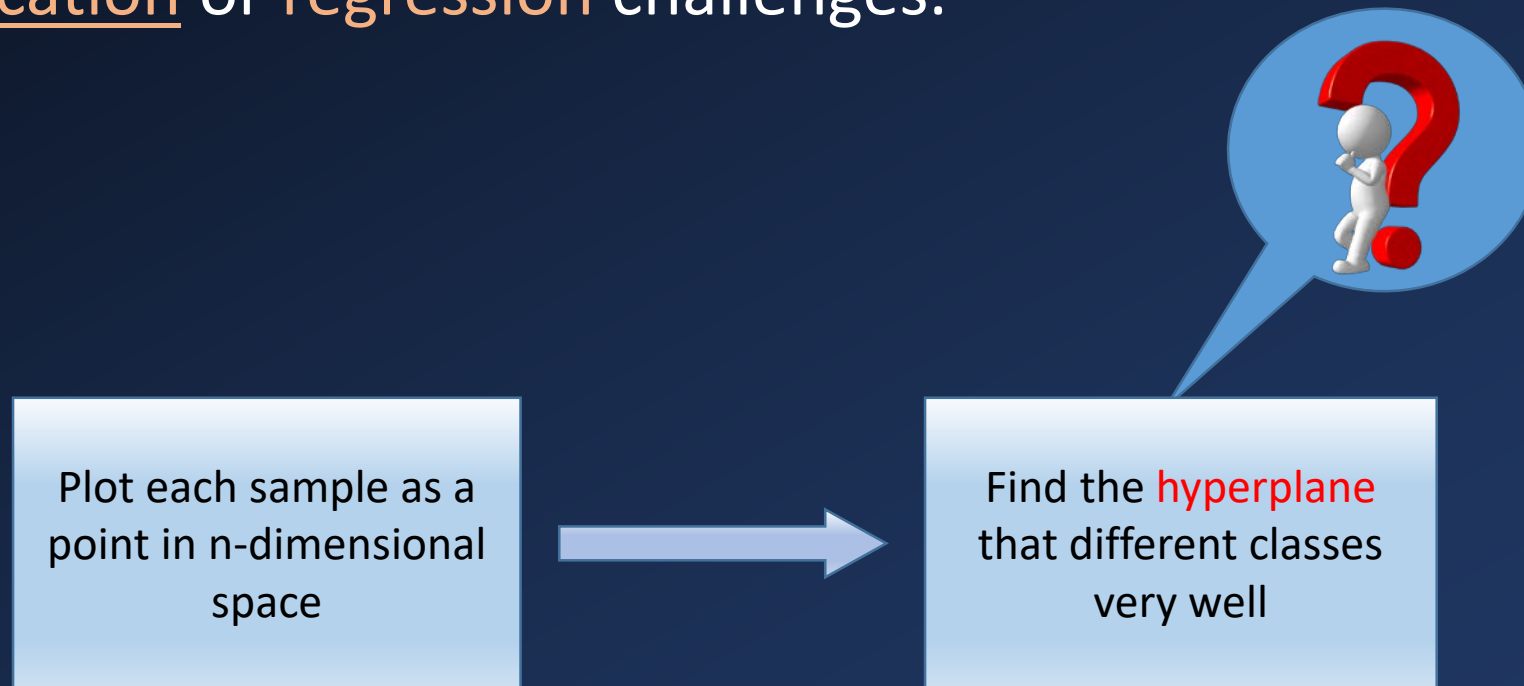 cation or regression challenges.
Plot each sample as a
point in n-dimensional
space
Find the hyperplane
that different classes
very well